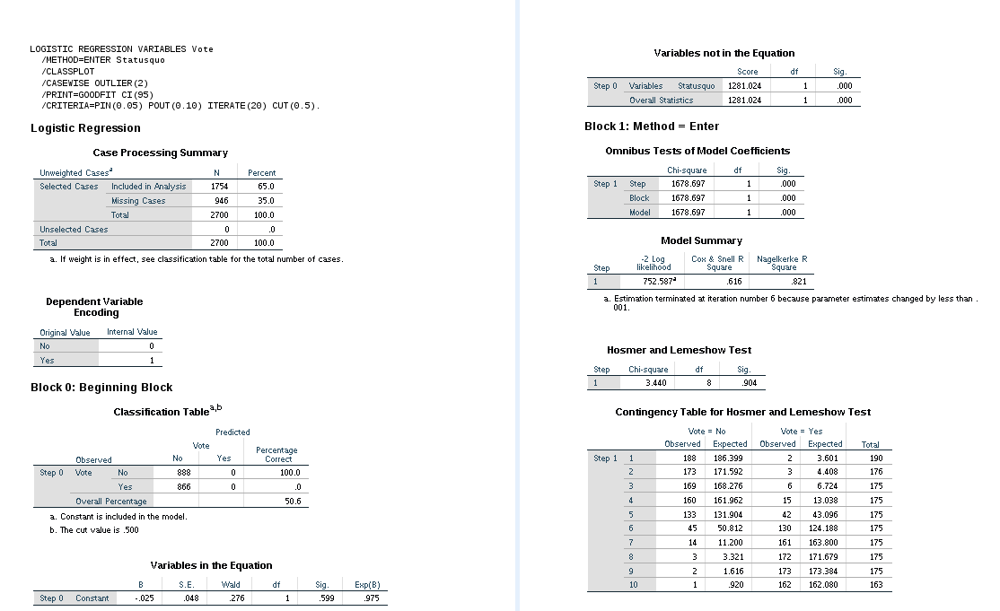 LOGISTIC REGRESSION VARIABLES Vote
/METHOD=ENTER Statusquo
/CLASSPLOT
/CASEWISE OUTLIER(2)
/PRINT=GOODFIT CI(95)
/CRITERIA=PIN(0.05) POUT(0.10) ITERATE(20) CUT(0.5).
Logistic Regression
Case Processing Summary
Unweighted Cases a N Percent
Selected Cases Included in Analysis 1754 65.0
Missing Cases 946 35.0
Total 2700 100.0
Unselected Cases 0 .0
Total 2700 100.0
a. If weight is in effect, see classification table for the total number of cases.
Dependent Variable
Encoding
Original Value Internal Value
No 0
Yes 1
Block 0: Beginning Block
Classification Table a,b
Predicted
Vote Percentage
Observed No Yes Correct
Step 0 Vote No 888 0 100.0
Yes 866 0 .0
Overall Percentage 50.6
a. Constant is included in the model.
b. The cut value is .500
Variables in the Equation
B S.E. Wald df Sig. Exp(B)
Step 0 Constant -.025 .048 .276 1 .599 .975
Variables not in the Equation
Score df Sig.
Step 0 Variables Statusquo 1281.024 1 .000
Overall Statistics 1281.024 1 .000
Block 1: Method = Enter
Omnibus Tests of Model Coefficients
Chi-square df Sig.
Step 1 Step 1678.697 1 .000
Block 1678.697 1 .000
Model 1678.697 1 .000
Model Summary
Step -2 Log likelihood Cox & Snell R Square Nagelkerke R Square
1 752.587a .616 .821
a. Estimation terminated at iteration number 6 because parameter estimates changed by less than .
001.
Hosmer and Lemeshow Test
Step Chi-square df Sig.
1 3.440 8 .904
Contingency Table for Hosmer and Lemeshow Test
Vote = No Vote = Yes
Observed Expected Observed Expected Total
Step 1 1 188 186.399 2 3.601 190
2 173 171.592 3 4.408 176
3 169 168.276 6 6.724 175
4 160 161.962 15 13.038 175
5 133 131.904 42 43.096 175
6 45 50.812 130 124.188 175
7 14 11.200 161 163.800 175
8 3 3.321 172 171.679 175
9 2 1.616 173 173.384 175
10 1 .920 162 162.080 163